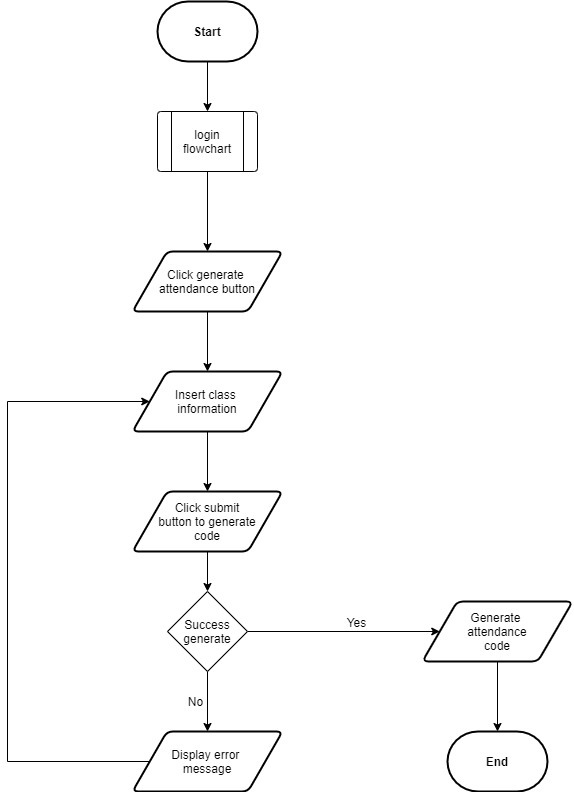 Start
login
flowchart
Click generate
attendance button
Insert class
information
Click submit
button to generate
code
Success
generate
Yes
Generate
attendance
code
No
Display error
message
End